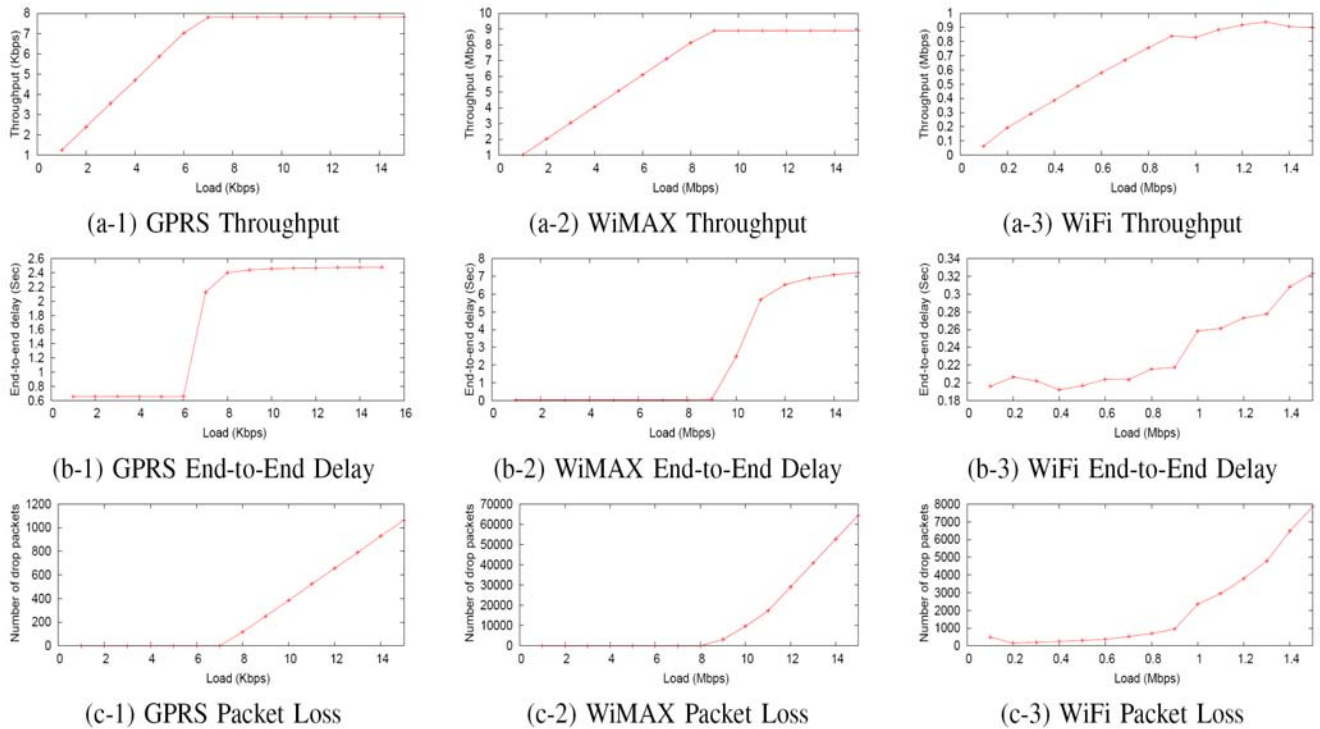 8
7
6
5
4
3
2
1
Throughput (Kbps)
0 2 4 6 8 10 12 14
Load (Kbps)
(a-1) GPRS Throughput
10
9
8
7
6
5
4
3
2
1
Throughput (Mbps)
0 2 4 6 8 10 12 14
Load (Mbps)
(a-2) WiMAX Throughput
1
0.9
0.8
0.7
0.6
0.5
0.4
0.3
0.2
0.1
0
Throughput (Mbps)
0 0.2 0.4 0.6 0.8 1 1.2 1.4
Load (Mbps)
(a-3) WiFi Throughput
2.6
2.4
2.2
2
1.8
1.6
1.4
1.2
1
0.8
0.6
End-to-end delay (Sec)
0 2 4 6 8 10 12 14 16
Load (Kbps)
(b-1) GPRS End-to-End Delay
8
7
6
5
4
3
2
1
0
End-to-end delay (Sec)
0 2 4 6 8 10 12 14
Load (Mbps)
(b-2) WiMAX End-to-End Delay
0.34
0.32
0.3
0.28
0.26
0.24
0.22
0.2
0.18
End-to-end delay (Sec)
0 0.2 0.4 0.6 0.8 1 1.2 1.4
Load (Mbps)
(b-3) WiFi End-to-End Delay
1200
1000
800
600
400
200
0
Number of drop packets
0 2 4 6 8 10 12 14
Load (Kbps)
(c-1) GPRS Packet Loss
70000
60000
50000
40000
30000
20000
10000
0
Number of drop packets
0 2 4 6 8 10 12 14
Load (Mbps)
(c-2) WiMAX Packet Loss
8000
7000
6000
5000
4000
3000
2000
1000
0
Number of drop packets
0 0.2 0.4 0.6 0.8 1 1.2 1.4
Load (Mbps)
(c-3) WiFi Packet Loss